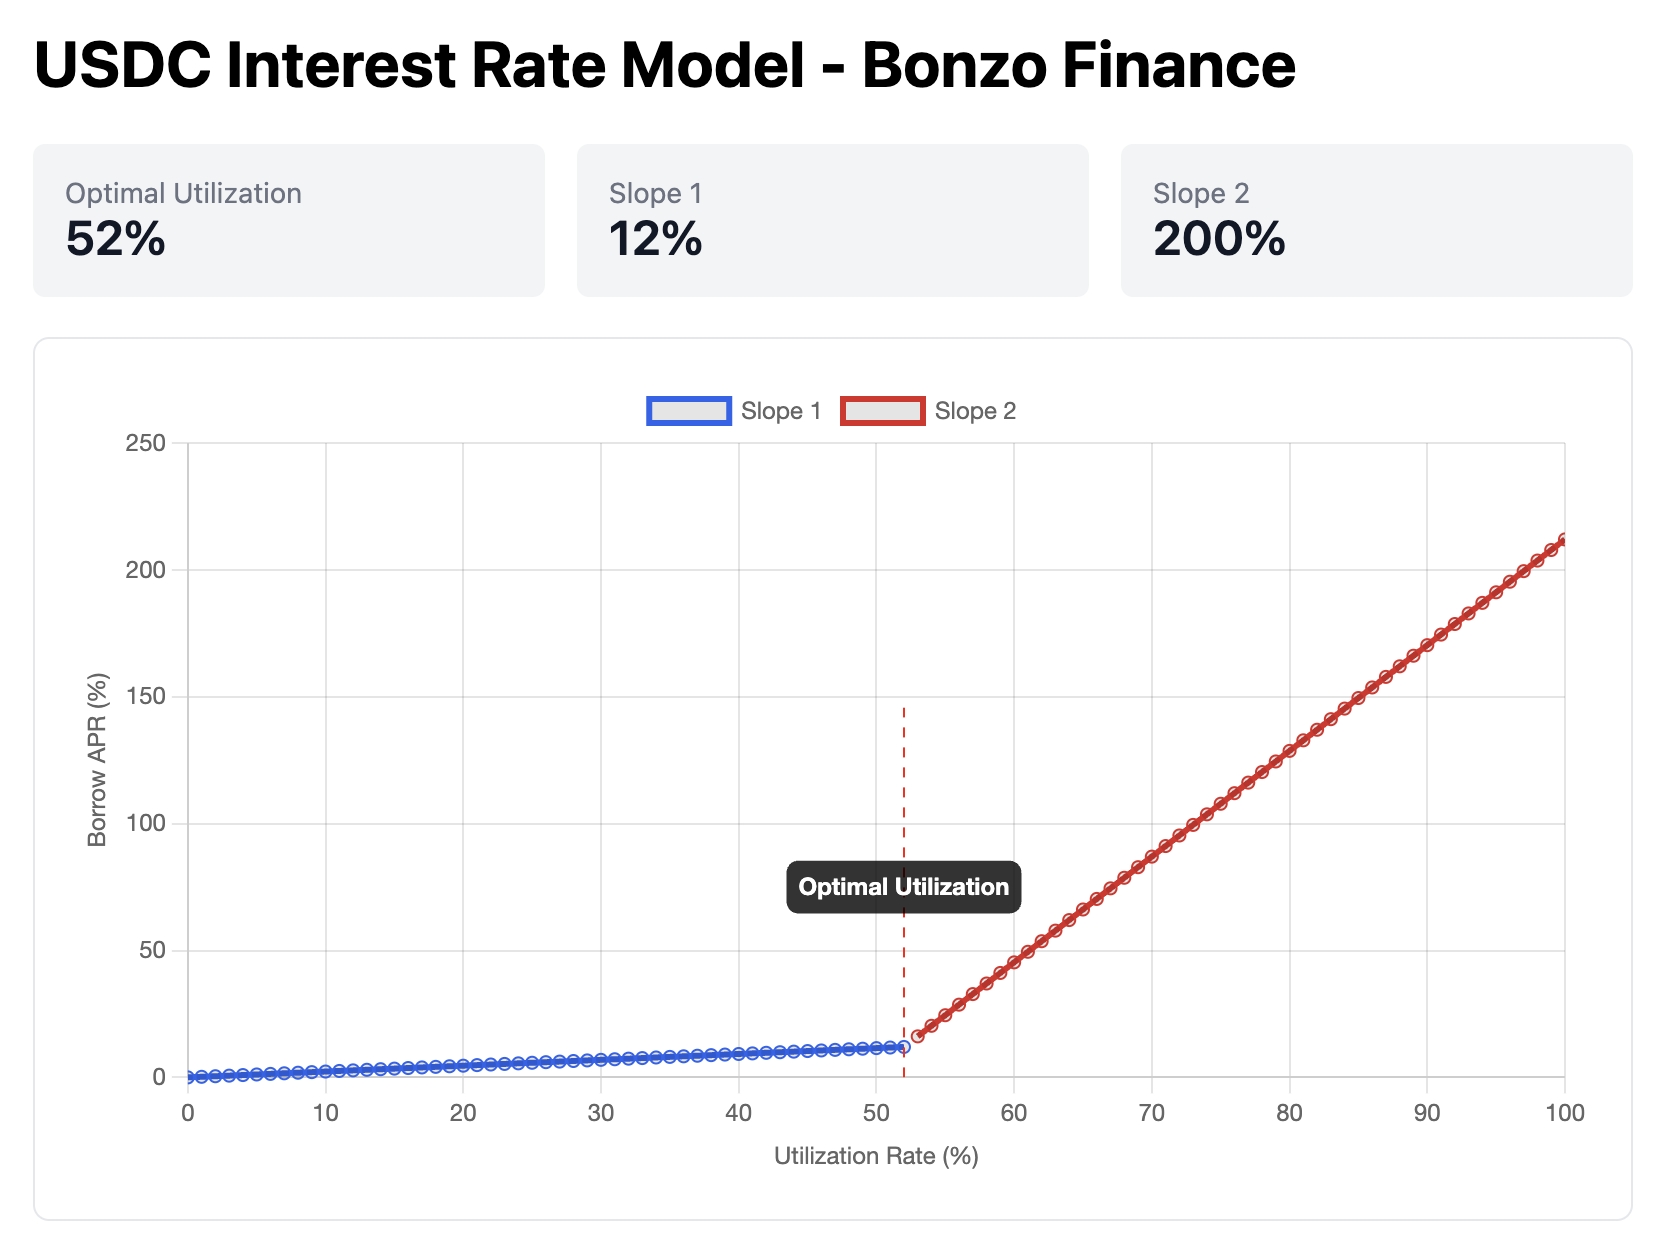 USDC Interest Rate Model - Bonzo Finance
Optimal Utilization
52%
Slope 1
12%
Slope 2
200%
Slope 1
Slope 2
250
200
150
100
50
0
Borrow APR (%)
Optimal Utilization
0 10 20 30 40 50 60 70 80 90 100
Utilization Rate (%)